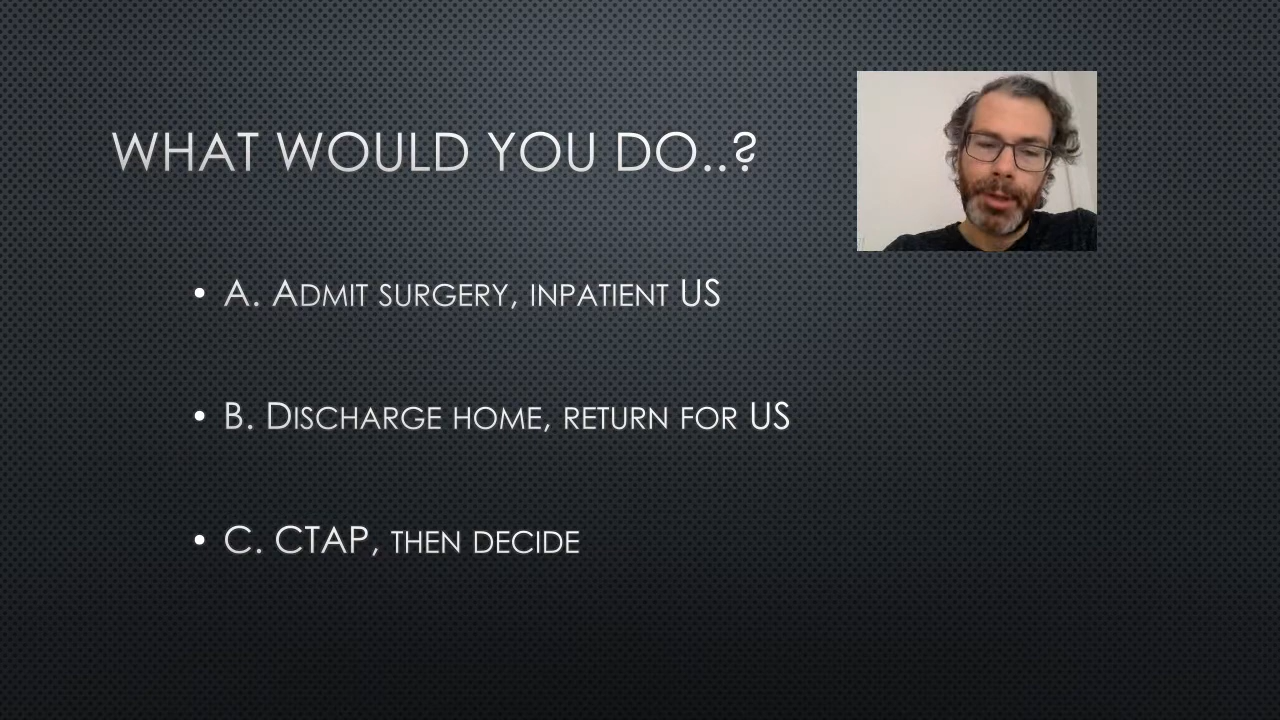 WHAT WOULD YOU DO..?
• A. ADMIT SURGERY, INPATIENT US
• B. DISCHARGE HOME, RETURN FOR US
• C. CTAP, THEN DECIDE